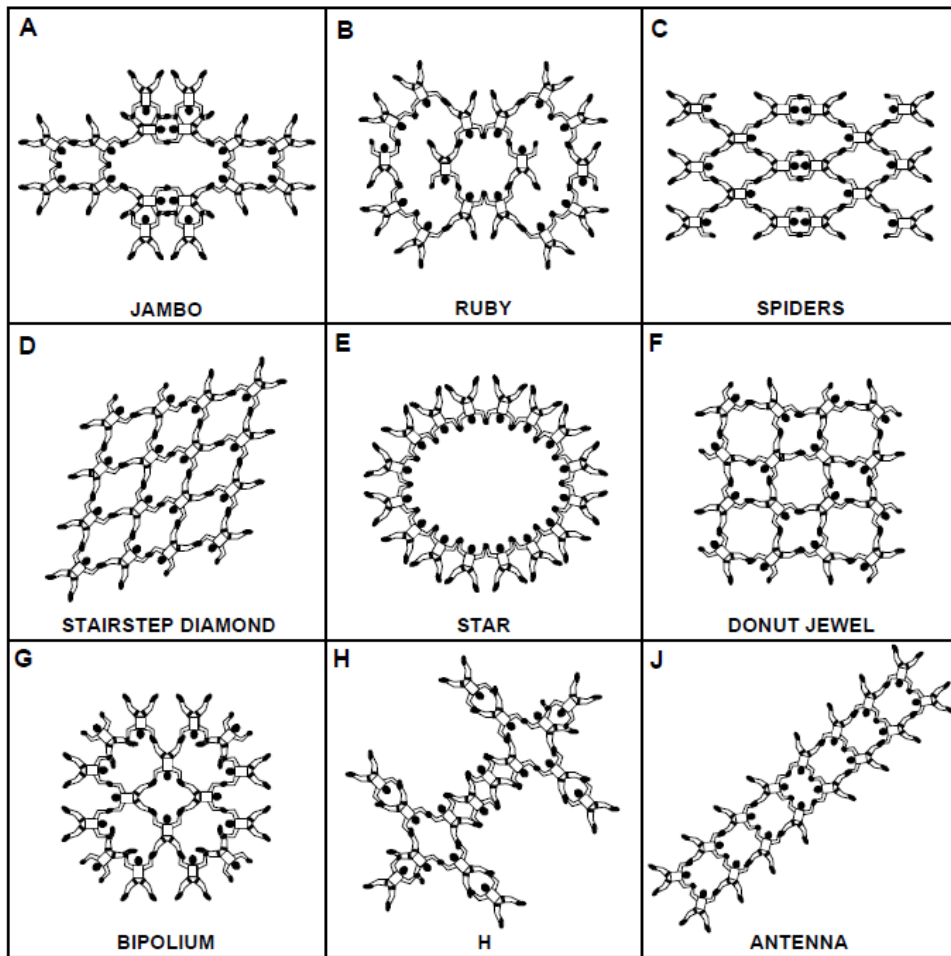 A
JAMBO
B
RUBY
C
SPIDERS
D
STAIRSTEP DIAMOND
E
STAR
F
DONUT JEWEL
G
BIPOLIUM
H
H
J
ANTENNA